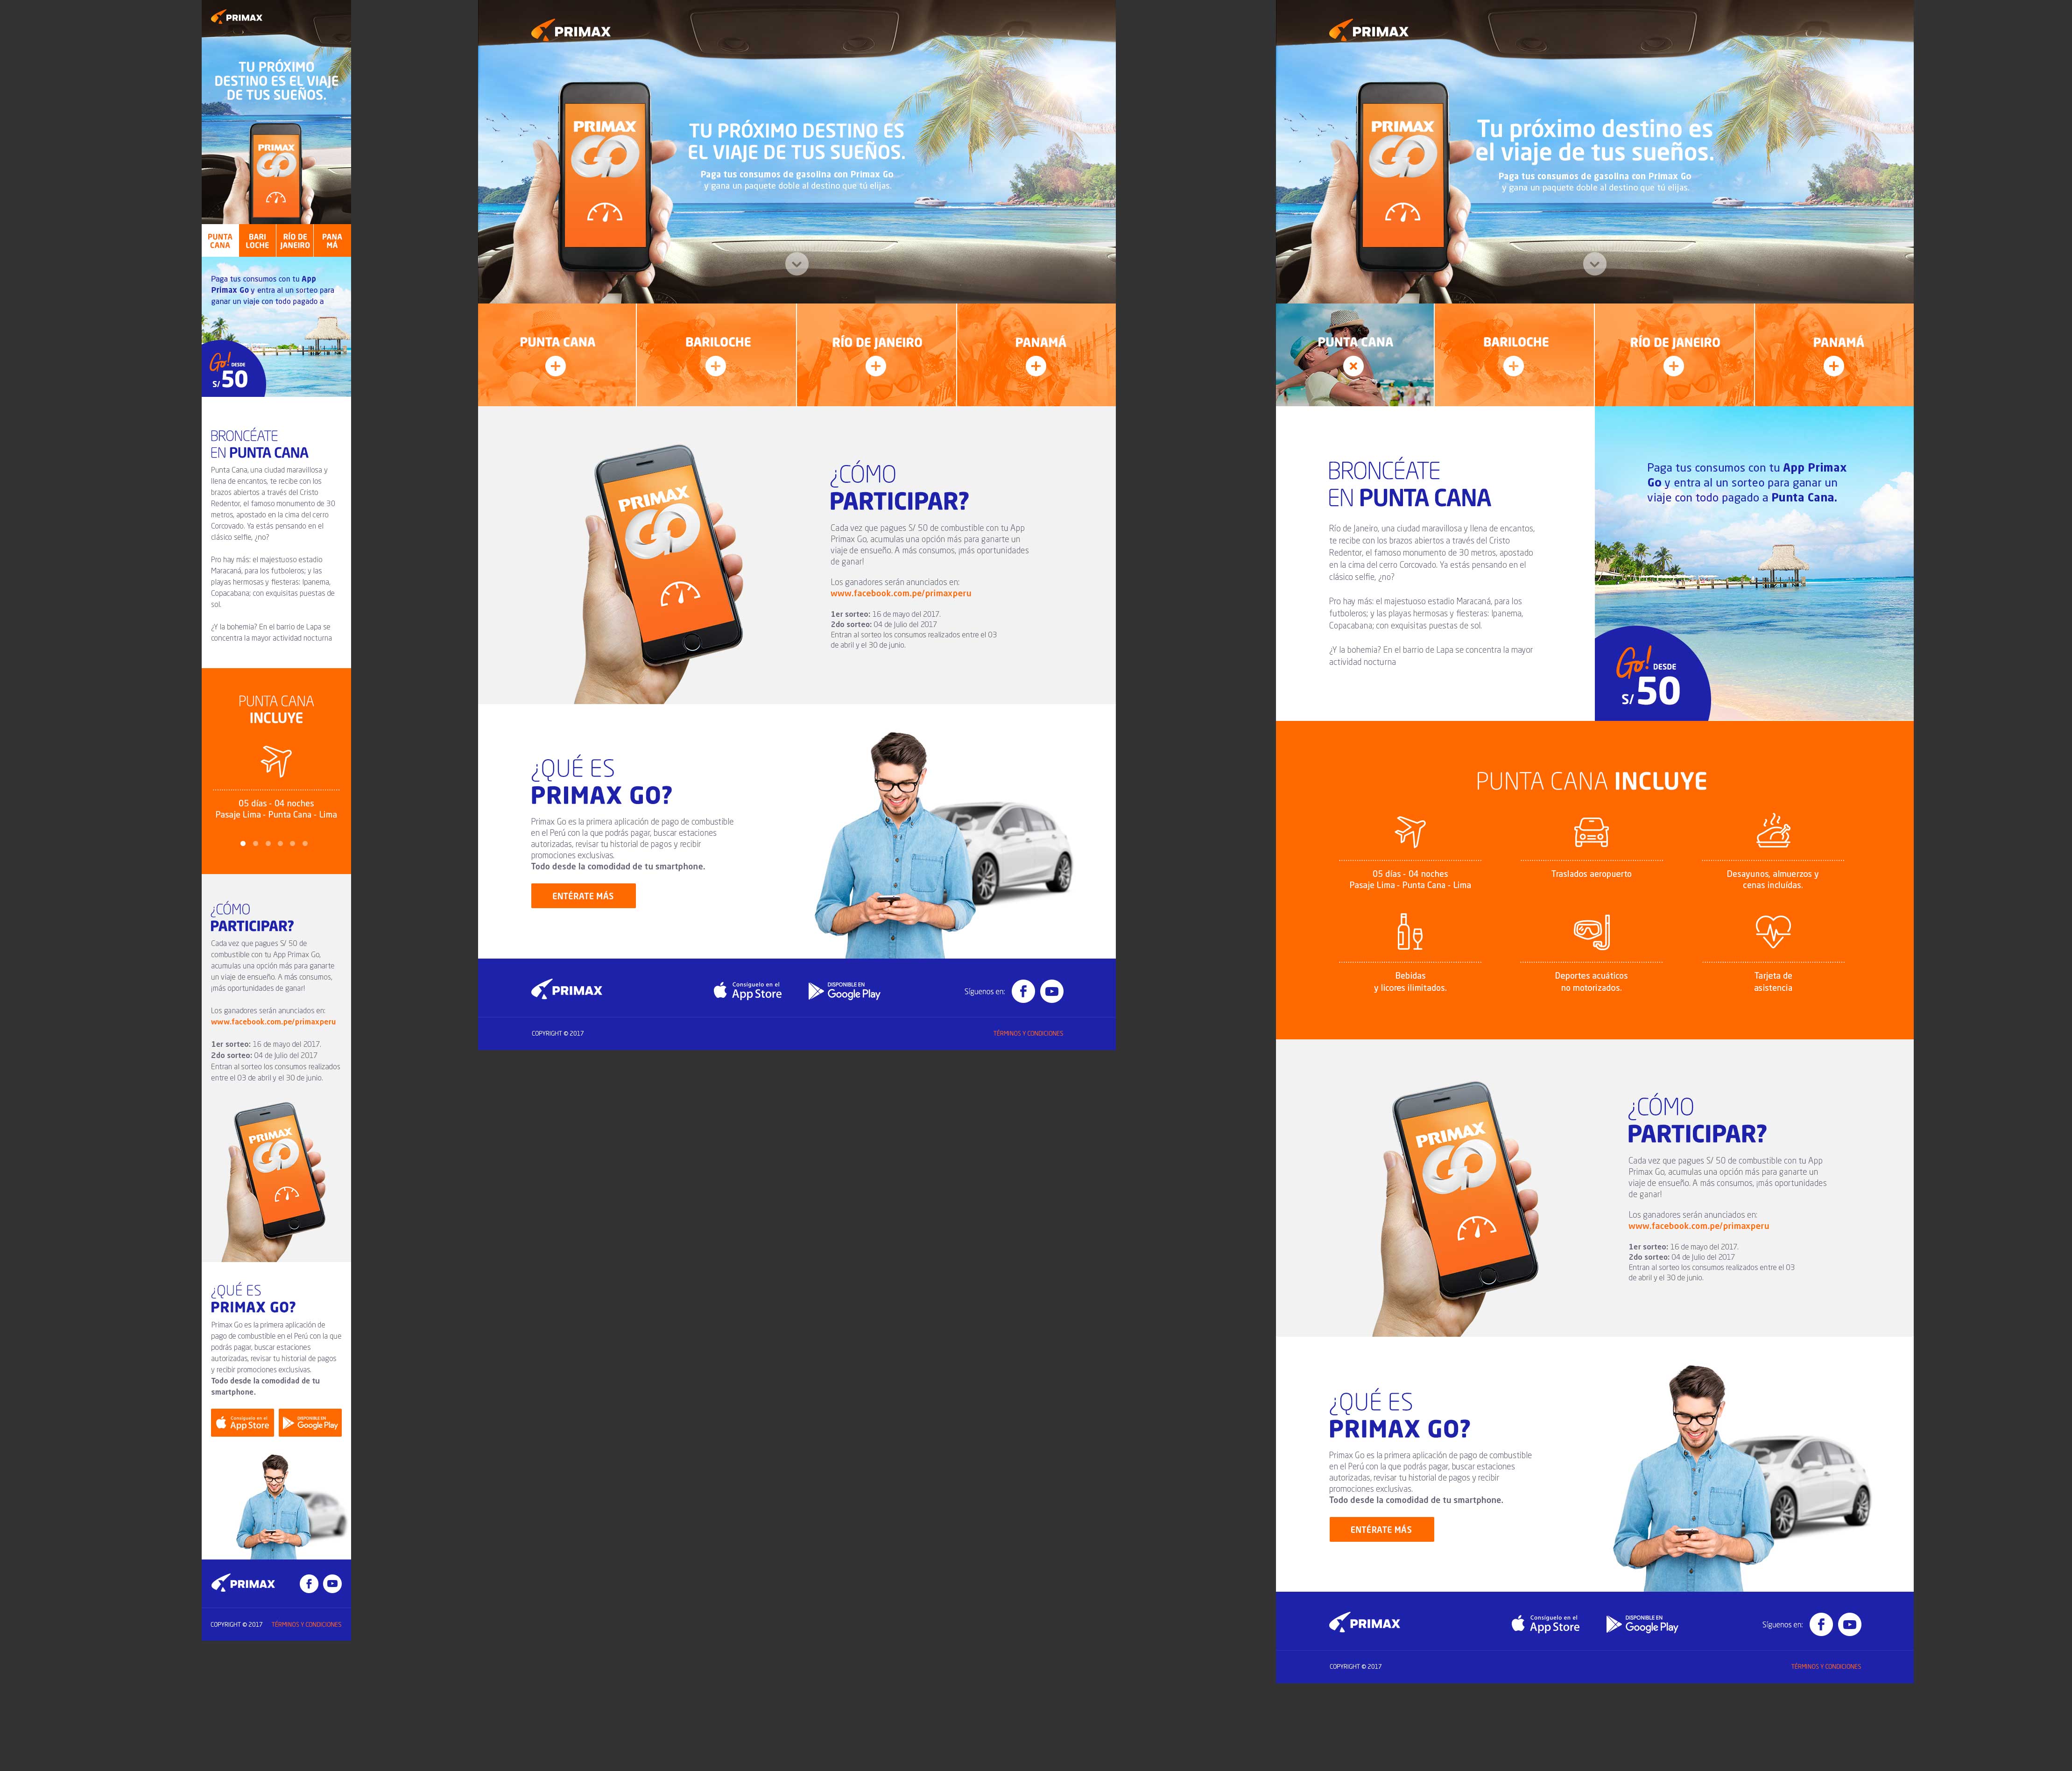 PRIMAX
TU PRÓXIMO
DESTINO ES EL VIAJE
DE TUS SUEÑOS.
PRIMAX
GO
PUNTA
CANA
BARI
LOCHE
RÍO DE
JANEIRO
PANA
MÁ
Paga tus consumos con tu App
Primax Go y entra al un sorteo para
ganar un viaje con todo pagado a
Go! DESDE
S/ 50
BRONCÉATE
EN PUNTA CANA
Punta Cana, una ciudad maravillosa y
llena de encantos, te recibe con los
brazos abiertos a través del Cristo
Redentor, el famoso monumento de 30
metros, apostado en la cima del cerro
Corcovado. Ya estás pensando en el
clásico selfie, ¿no?
Pro hay más: el majestuoso estadio
Maracaná, para los futboleros; y las
playas hermosas y fiesteras: Ipanema,
Copacabana; con exquisitas puestas de
sol.
¿Y la bohemia? En el barrio de Lapa se
concentra la mayor actividad nocturna
PUNTA CANA
INCLUYE
05 días - 04 noches
Pasaje Lima - Punta Cana - Lima
¿CÓMO
PARTICIPAR?
Cada vez que pagues S/ 50 de
combustible con tu App Primax Go,
acumulas una opción más para ganarte
un viaje de ensueño. A más consumos,
¡más oportunidades de ganar!
Los ganadores serán anunciados en:
www.facebook.com.pe/primaxperu
1er sorteo: 16 de mayo del 2017.
2do sorteo: 04 de Julio del 2017
Entran al sorteo los consumos realizados
entre el 03 de abril y el 30 de junio.
PRIMAX
GO
¿QUÉ ES
PRIMAX GO?
Primax Go es la primera aplicación de
pago de combustible en el Perú con la que
podrás pagar, buscar estaciones
autorizadas, revisar tu historial de pagos
y recibir promociones exclusivas.
Todo desde la comodidad de tu
smartphone.
Consíguelo en el
App Store
DISPONIBLE EN
Google Play
PRIMAX
COPYRIGHT © 2017
TÉRMINOS Y CONDICIONES
PRIMAX
PRIMAX
GO
TU PRÓXIMO DESTINO ES
EL VIAJE DE TUS SUEÑOS.
Paga tus consumos de gasolina con Primax Go
y gana un paquete doble al destino que tú elijas.
PUNTA CANA
BARILOCHE
RÍO DE JANEIRO
PANAMÁ
PRIMAX
GO
¿CÓMO
PARTICIPAR?
Cada vez que pagues S/ 50 de combustible con tu App
Primax Go, acumulas una opción más para ganarte un
viaje de ensueño. A más consumos, ¡más oportunidades
de ganar!
Los ganadores serán anunciados en:
www.facebook.com.pe/primaxperu
1er sorteo: 16 de mayo del 2017.
2do sorteo: 04 de Julio del 2017
Entran al sorteo los consumos realizados entre el 03
de abril y el 30 de junio.
¿QUÉ ES
PRIMAX GO?
Primax Go es la primera aplicación de pago de combustible
en el Perú con la que podrás pagar, buscar estaciones
autorizadas, revisar tu historial de pagos y recibir
promociones exclusivas.
Todo desde la comodidad de tu smartphone.
ENTÉRATE MÁS
PRIMAX
Consíguelo en el
App Store
DISPONIBLE EN
Google Play
Síguenos en:
COPYRIGHT © 2017
TÉRMINOS Y CONDICIONES
PRIMAX
PRIMAX
GO
Tu próximo destino es
el viaje de tus sueños.
Paga tus consumos de gasolina con Primax Go
y gana un paquete doble al destino que tú elijas.
PUNTA CANA
BARILOCHE
RÍO DE JANEIRO
PANAMÁ
BRONCÉATE
EN PUNTA CANA
Río de Janeiro, una ciudad maravillosa y llena de encantos,
te recibe con los brazos abiertos a través del Cristo
Redentor, el famoso monumento de 30 metros, apostado
en la cima del cerro Corcovado. Ya estás pensando en el
clásico selfie, ¿no?
Pro hay más: el majestuoso estadio Maracaná, para los
futboleros; y las playas hermosas y fiesteras: Ipanema,
Copacabana; con exquisitas puestas de sol.
¿Y la bohemia? En el barrio de Lapa se concentra la mayor
actividad nocturna
Paga tus consumos con tu App Primax
Go y entra al un sorteo para ganar un
viaje con todo pagado a Punta Cana.
Go! DESDE
S/ 50
PUNTA CANA INCLUYE
05 días - 04 noches
Pasaje Lima - Punta Cana - Lima
Traslados aeropuerto
Desayunos, almuerzos y
cenas incluídas.
Bebidas
y licores ilimitados.
Deportes acuáticos
no motorizados.
Tarjeta de
asistencia
PRIMAX
GO
¿CÓMO
PARTICIPAR?
Cada vez que pagues S/ 50 de combustible con tu App
Primax Go, acumulas una opción más para ganarte un
viaje de ensueño. A más consumos, ¡más oportunidades
de ganar!
Los ganadores serán anunciados en:
www.facebook.com.pe/primaxperu
1er sorteo: 16 de mayo del 2017.
2do sorteo: 04 de Julio del 2017
Entran al sorteo los consumos realizados entre el 03
de abril y el 30 de junio.
¿QUÉ ES
PRIMAX GO?
Primax Go es la primera aplicación de pago de combustible
en el Perú con la que podrás pagar, buscar estaciones
autorizadas, revisar tu historial de pagos y recibir
promociones exclusivas.
Todo desde la comodidad de tu smartphone.
ENTÉRATE MÁS
PRIMAX
Consíguelo en el
App Store
DISPONIBLE EN
Google Play
Síguenos en:
COPYRIGHT © 2017
TÉRMINOS Y CONDICIONES